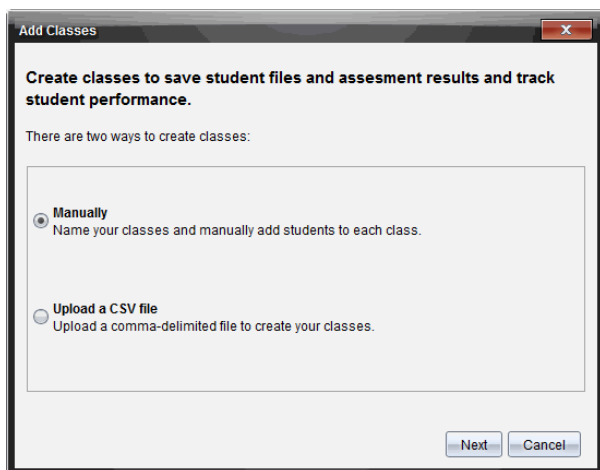 Add Classes
X
Create classes to save student files and assesment results and track
student performance.
There are two ways to create classes:
Manually
Name your classes and manually add students to each class.
Upload a CSV file
Upload a comma-delimited file to create your classes.
Next Cancel